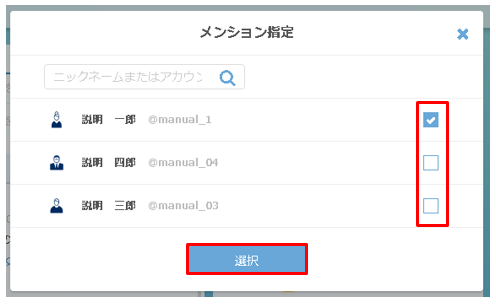 メンション指定
ニックネームまたはアカウン
説明 一郎 @manual_1
説明 四郎 @manual_04
説明 三郎 @manual_03
選択